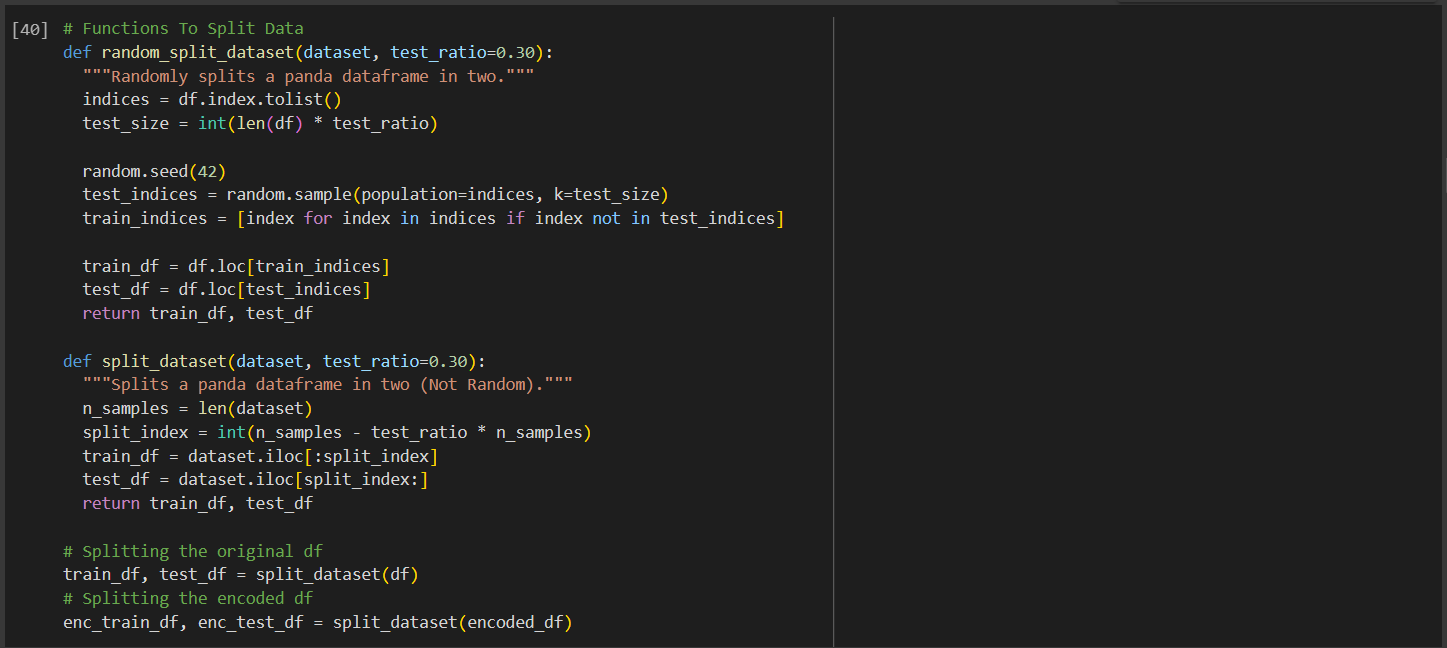 [40] # Functions To Split Data
def random_split_dataset(dataset, test_ratio=0.30):
  """Randomly splits a panda dataframe in two."""
  indices = df.index.tolist()
  test_size = int(len(df) * test_ratio)

  random.seed(42)
  test_indices = random.sample(population=indices, k=test_size)
  train_indices = [index for index in indices if index not in test_indices]

  train_df = df.loc[train_indices]
  test_df = df.loc[test_indices]
  return train_df, test_df

def split_dataset(dataset, test_ratio=0.30):
  """Splits a panda dataframe in two (Not Random)."""
  n_samples = len(dataset)
  split_index = int(n_samples - test_ratio * n_samples)
  train_df = dataset.iloc[:split_index]
  test_df = dataset.iloc[split_index:]
  return train_df, test_df

# Splitting the original df
train_df, test_df = split_dataset(df)
# Splitting the encoded df
enc_train_df, enc_test_df = split_dataset(encoded_df)